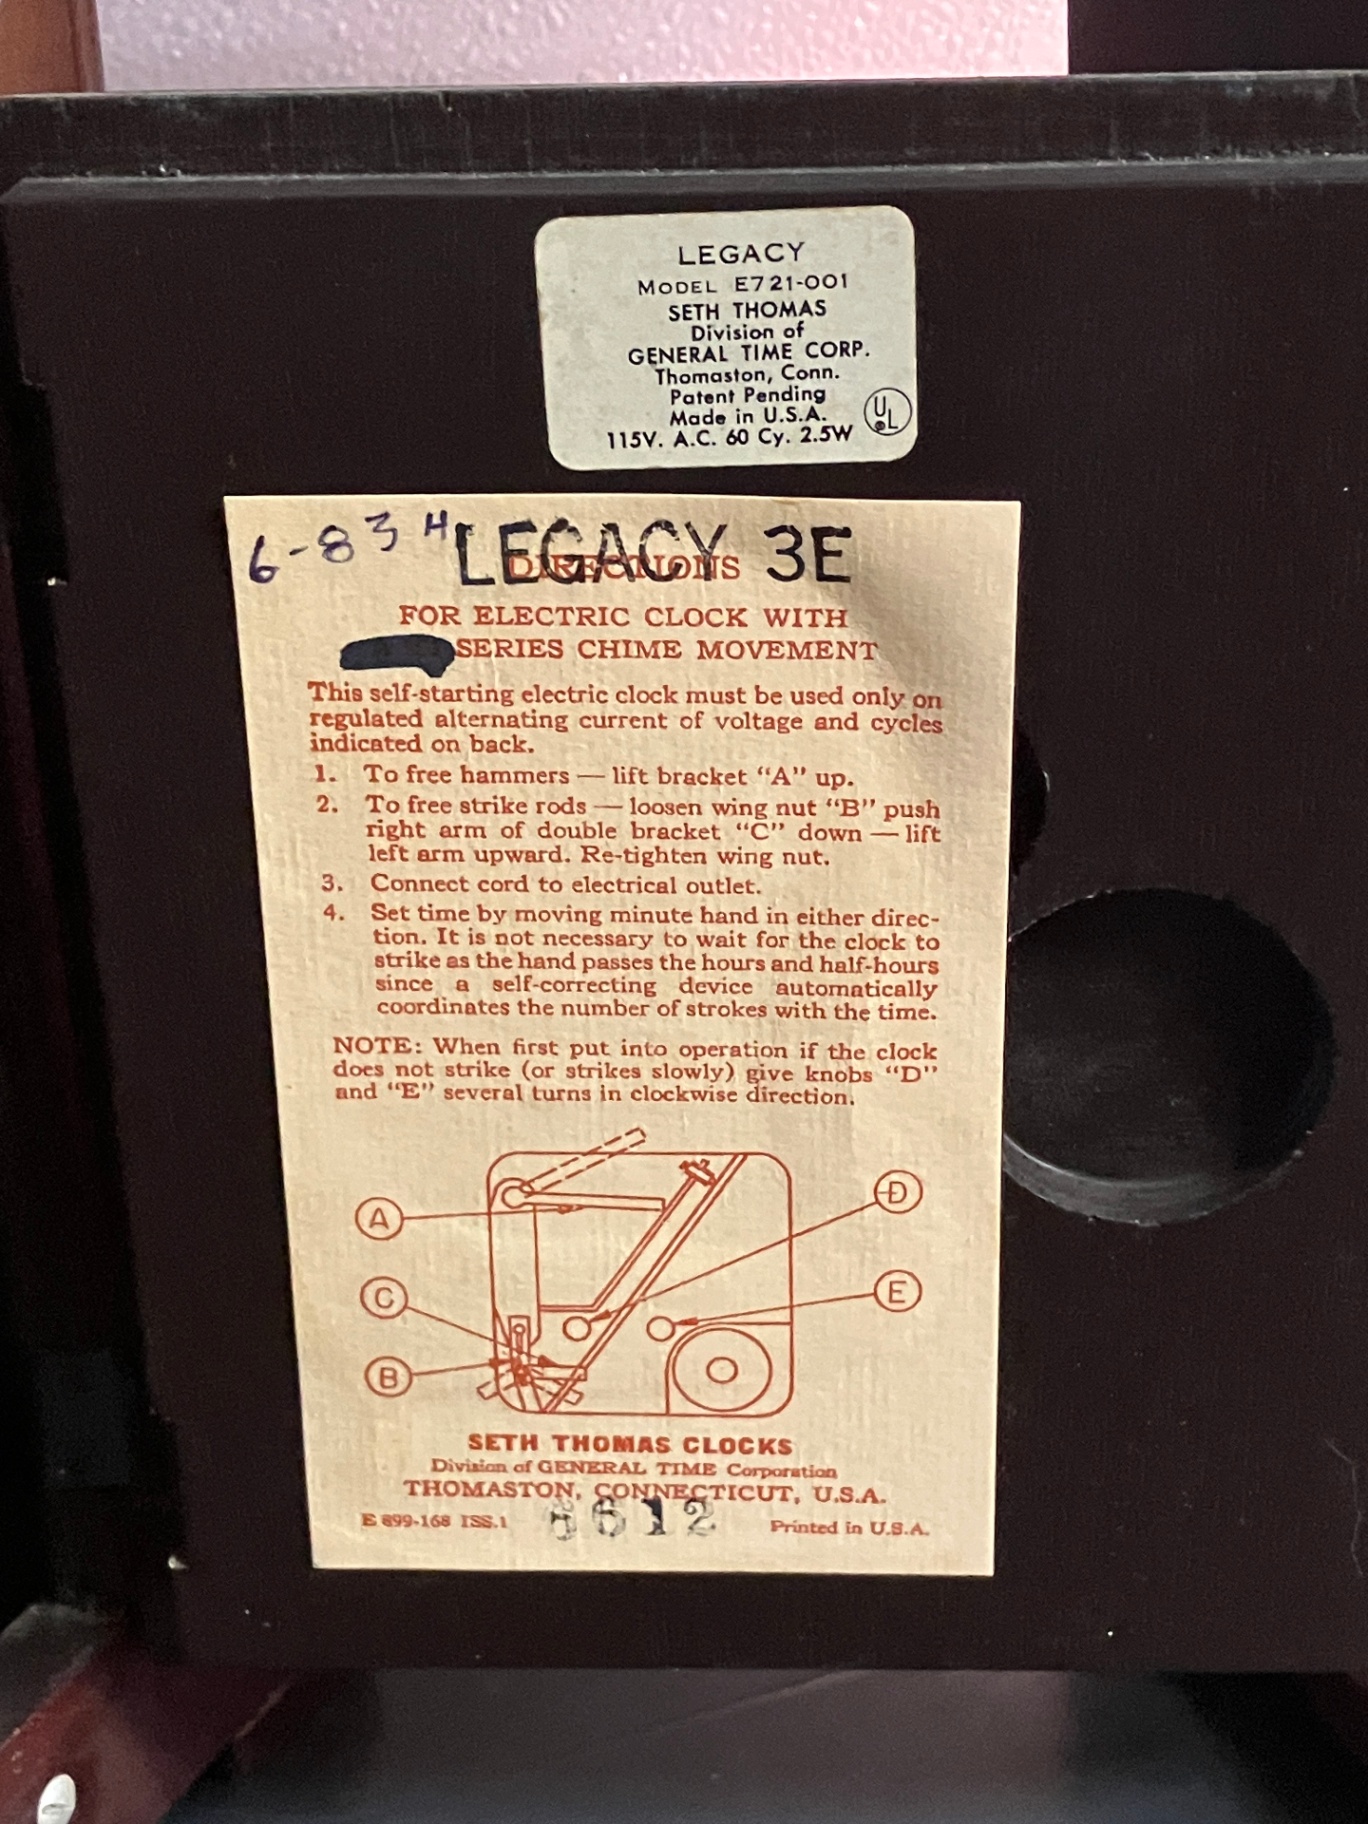 LEGACY
MODEL E721-001
SETH THOMAS
Division of
GENERAL TIME CORP.
Thomaston, Conn.
Patent Pending
Made in U.S.A.
115V. A.C. 60 Cy. 2.5W
UL
6-83 H
LEGACY 3E
DIRECTIONS
FOR ELECTRIC CLOCK WITH
SERIES CHIME MOVEMENT
This self-starting electric clock must be used only on
regulated alternating current of voltage and cycles
indicated on back.
1. To free hammers — lift bracket "A" up.
2. To free strike rods — loosen wing nut "B" push
right arm of double bracket "C" down — lift
left arm upward. Re-tighten wing nut.
3. Connect cord to electrical outlet.
4. Set time by moving minute hand in either direc-
tion. It is not necessary to wait for the clock to
strike as the hand passes the hours and half-hours
since a self-correcting device automatically
coordinates the number of strokes with the time.
NOTE: When first put into operation if the clock
does not strike (or strikes slowly) give knobs "D"
and "E" several turns in clockwise direction.
A
D
C
E
B
SETH THOMAS CLOCKS
Division of GENERAL TIME Corporation
THOMASTON, CONNECTICUT, U.S.A.
E 899-168 ISS.1
Printed in U.S.A.